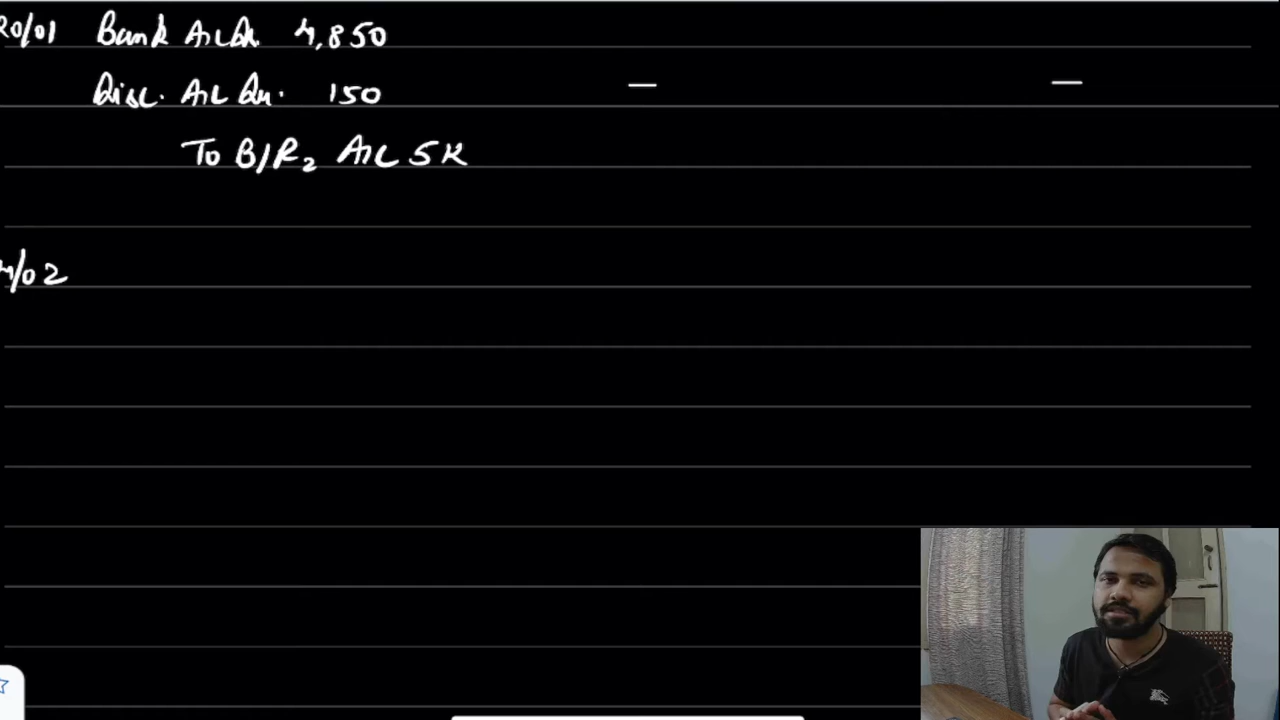 20/01 Bank A/c Dr. 4,850
Disc. A/c Dr. 150 — —
To B/R2 A/c 5K
4/02